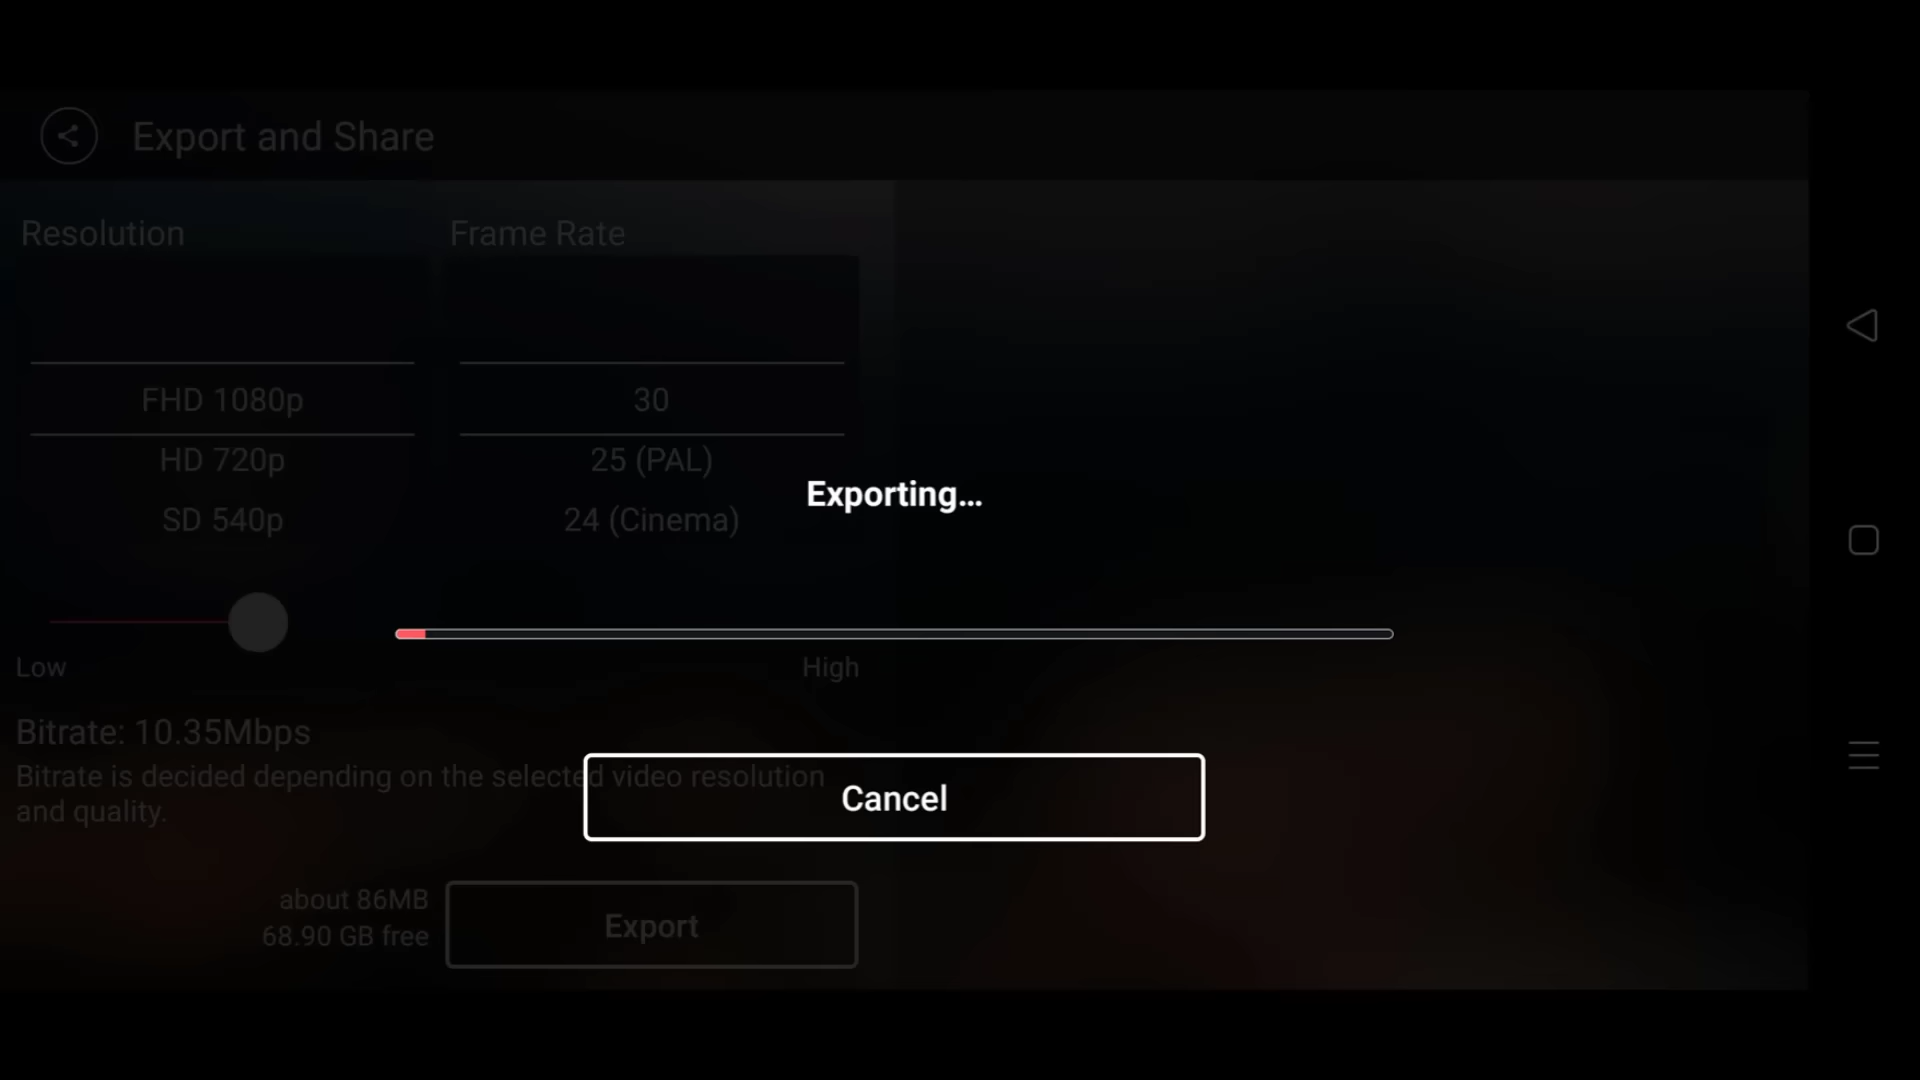 Export and Share
Resolution
Frame Rate
FHD 1080p
30
HD 720p
25 (PAL)
SD 540p
24 (Cinema)
Exporting...
Low
High
Bitrate: 10.35Mbps
Bitrate is decided depending on the selected video resolution
and quality.
Cancel
about 86MB
68.90 GB free
Export